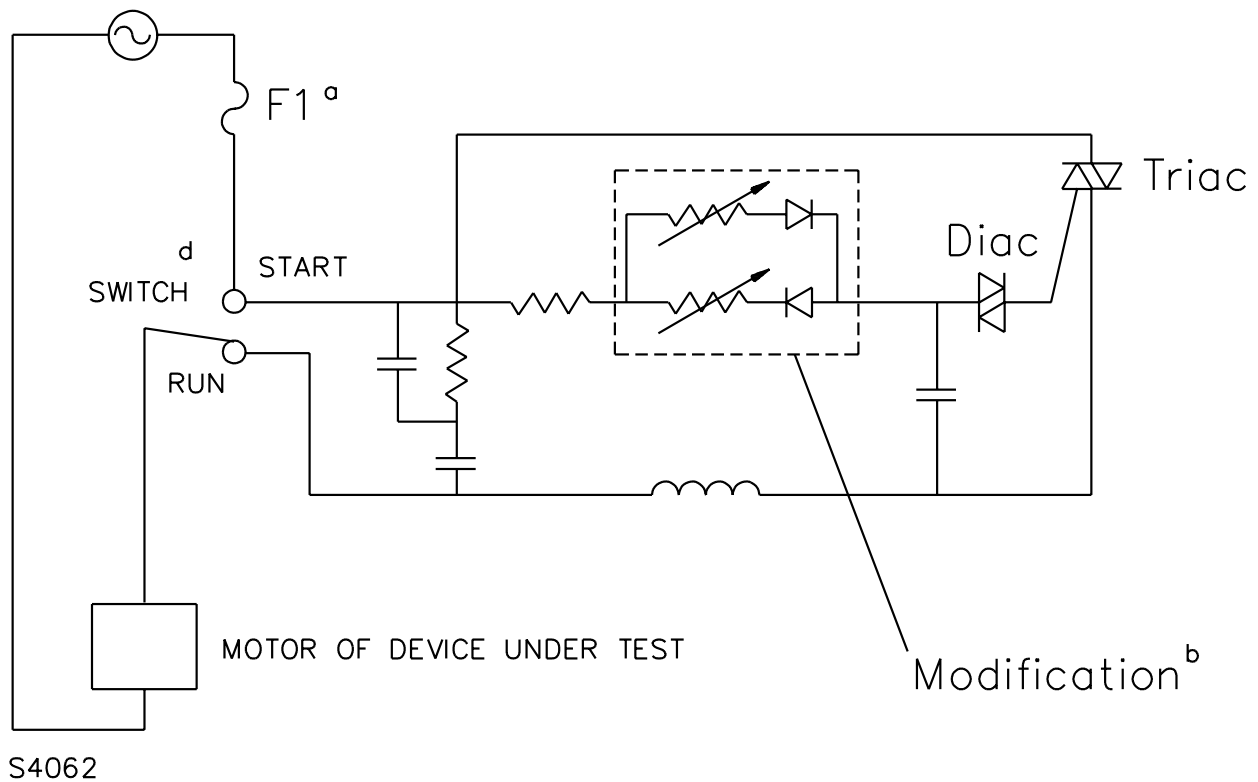 F1 a
Triac
Diac
d
START
SWITCH
RUN
MOTOR OF DEVICE UNDER TEST
Modification b
S4062